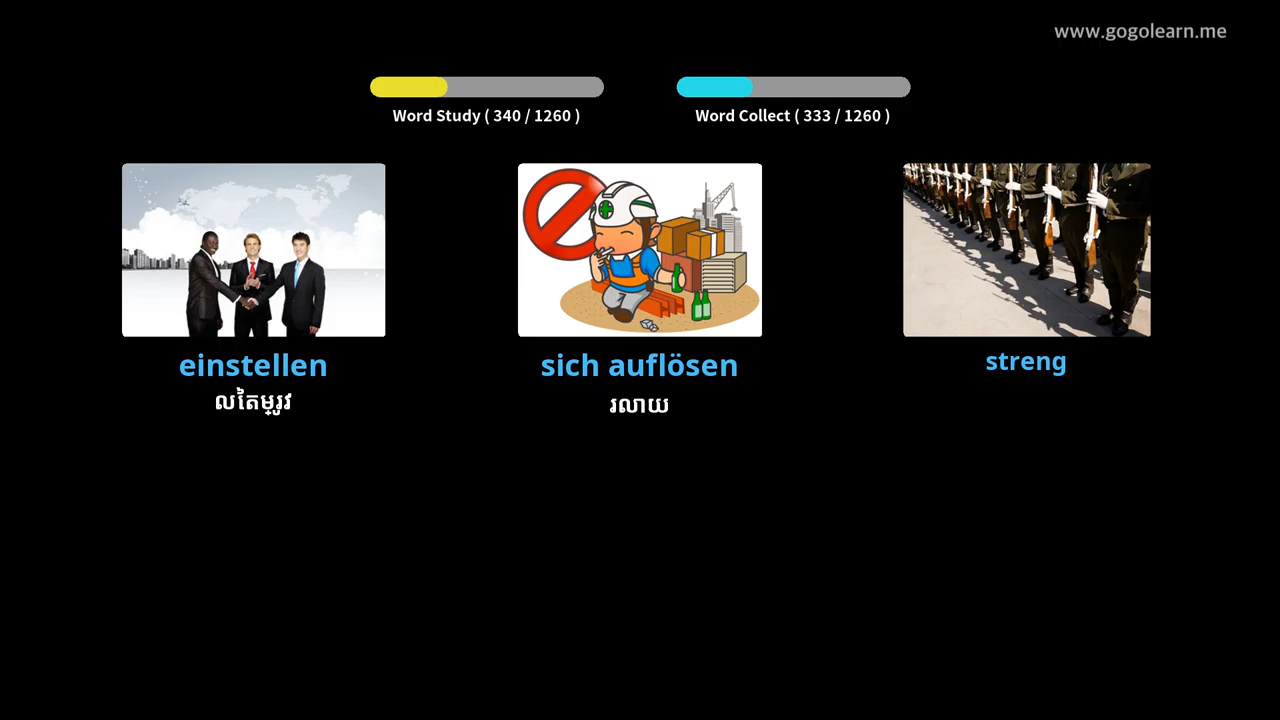 www.gogolearn.me
Word Study ( 340 / 1260 )
Word Collect ( 333 / 1260 )
einstellen
លតៃម្រូវ
sich auflösen
រលាយ
streng